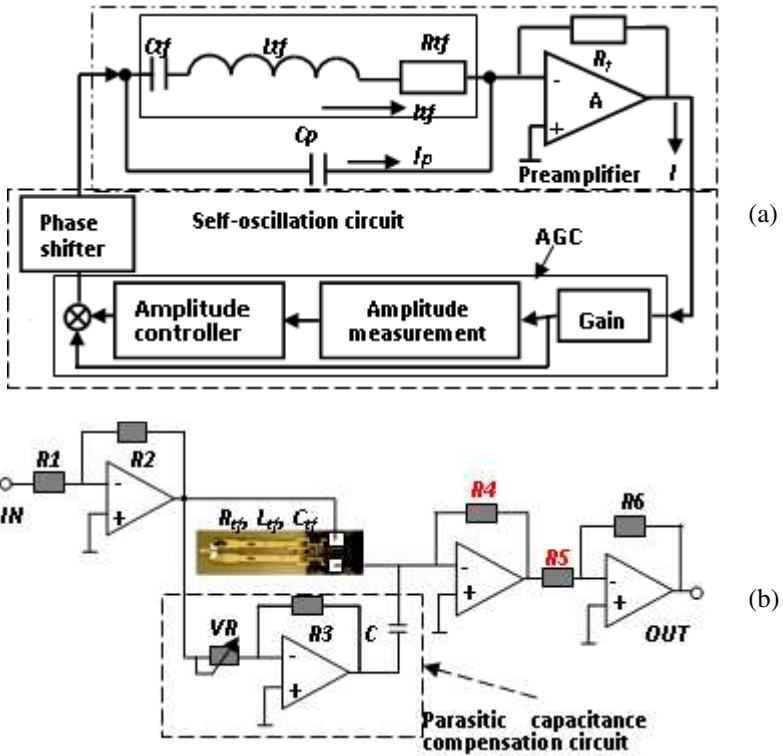 Ctf
Ltf
Rtf
Rf
-
A
+
Itf
Cp
Ip
Preamplifier
I
(a)
Phase
shifter
Self-oscillation circuit
AGC
Amplitude
controller
Amplitude
measurement
Gain
R1
R2
-
+
IN
Rtf, Ltf, Ctf
R4
-
+
R5
R6
-
+
OUT
(b)
VR
R3
C
-
+
Parasitic capacitance
compensation circuit